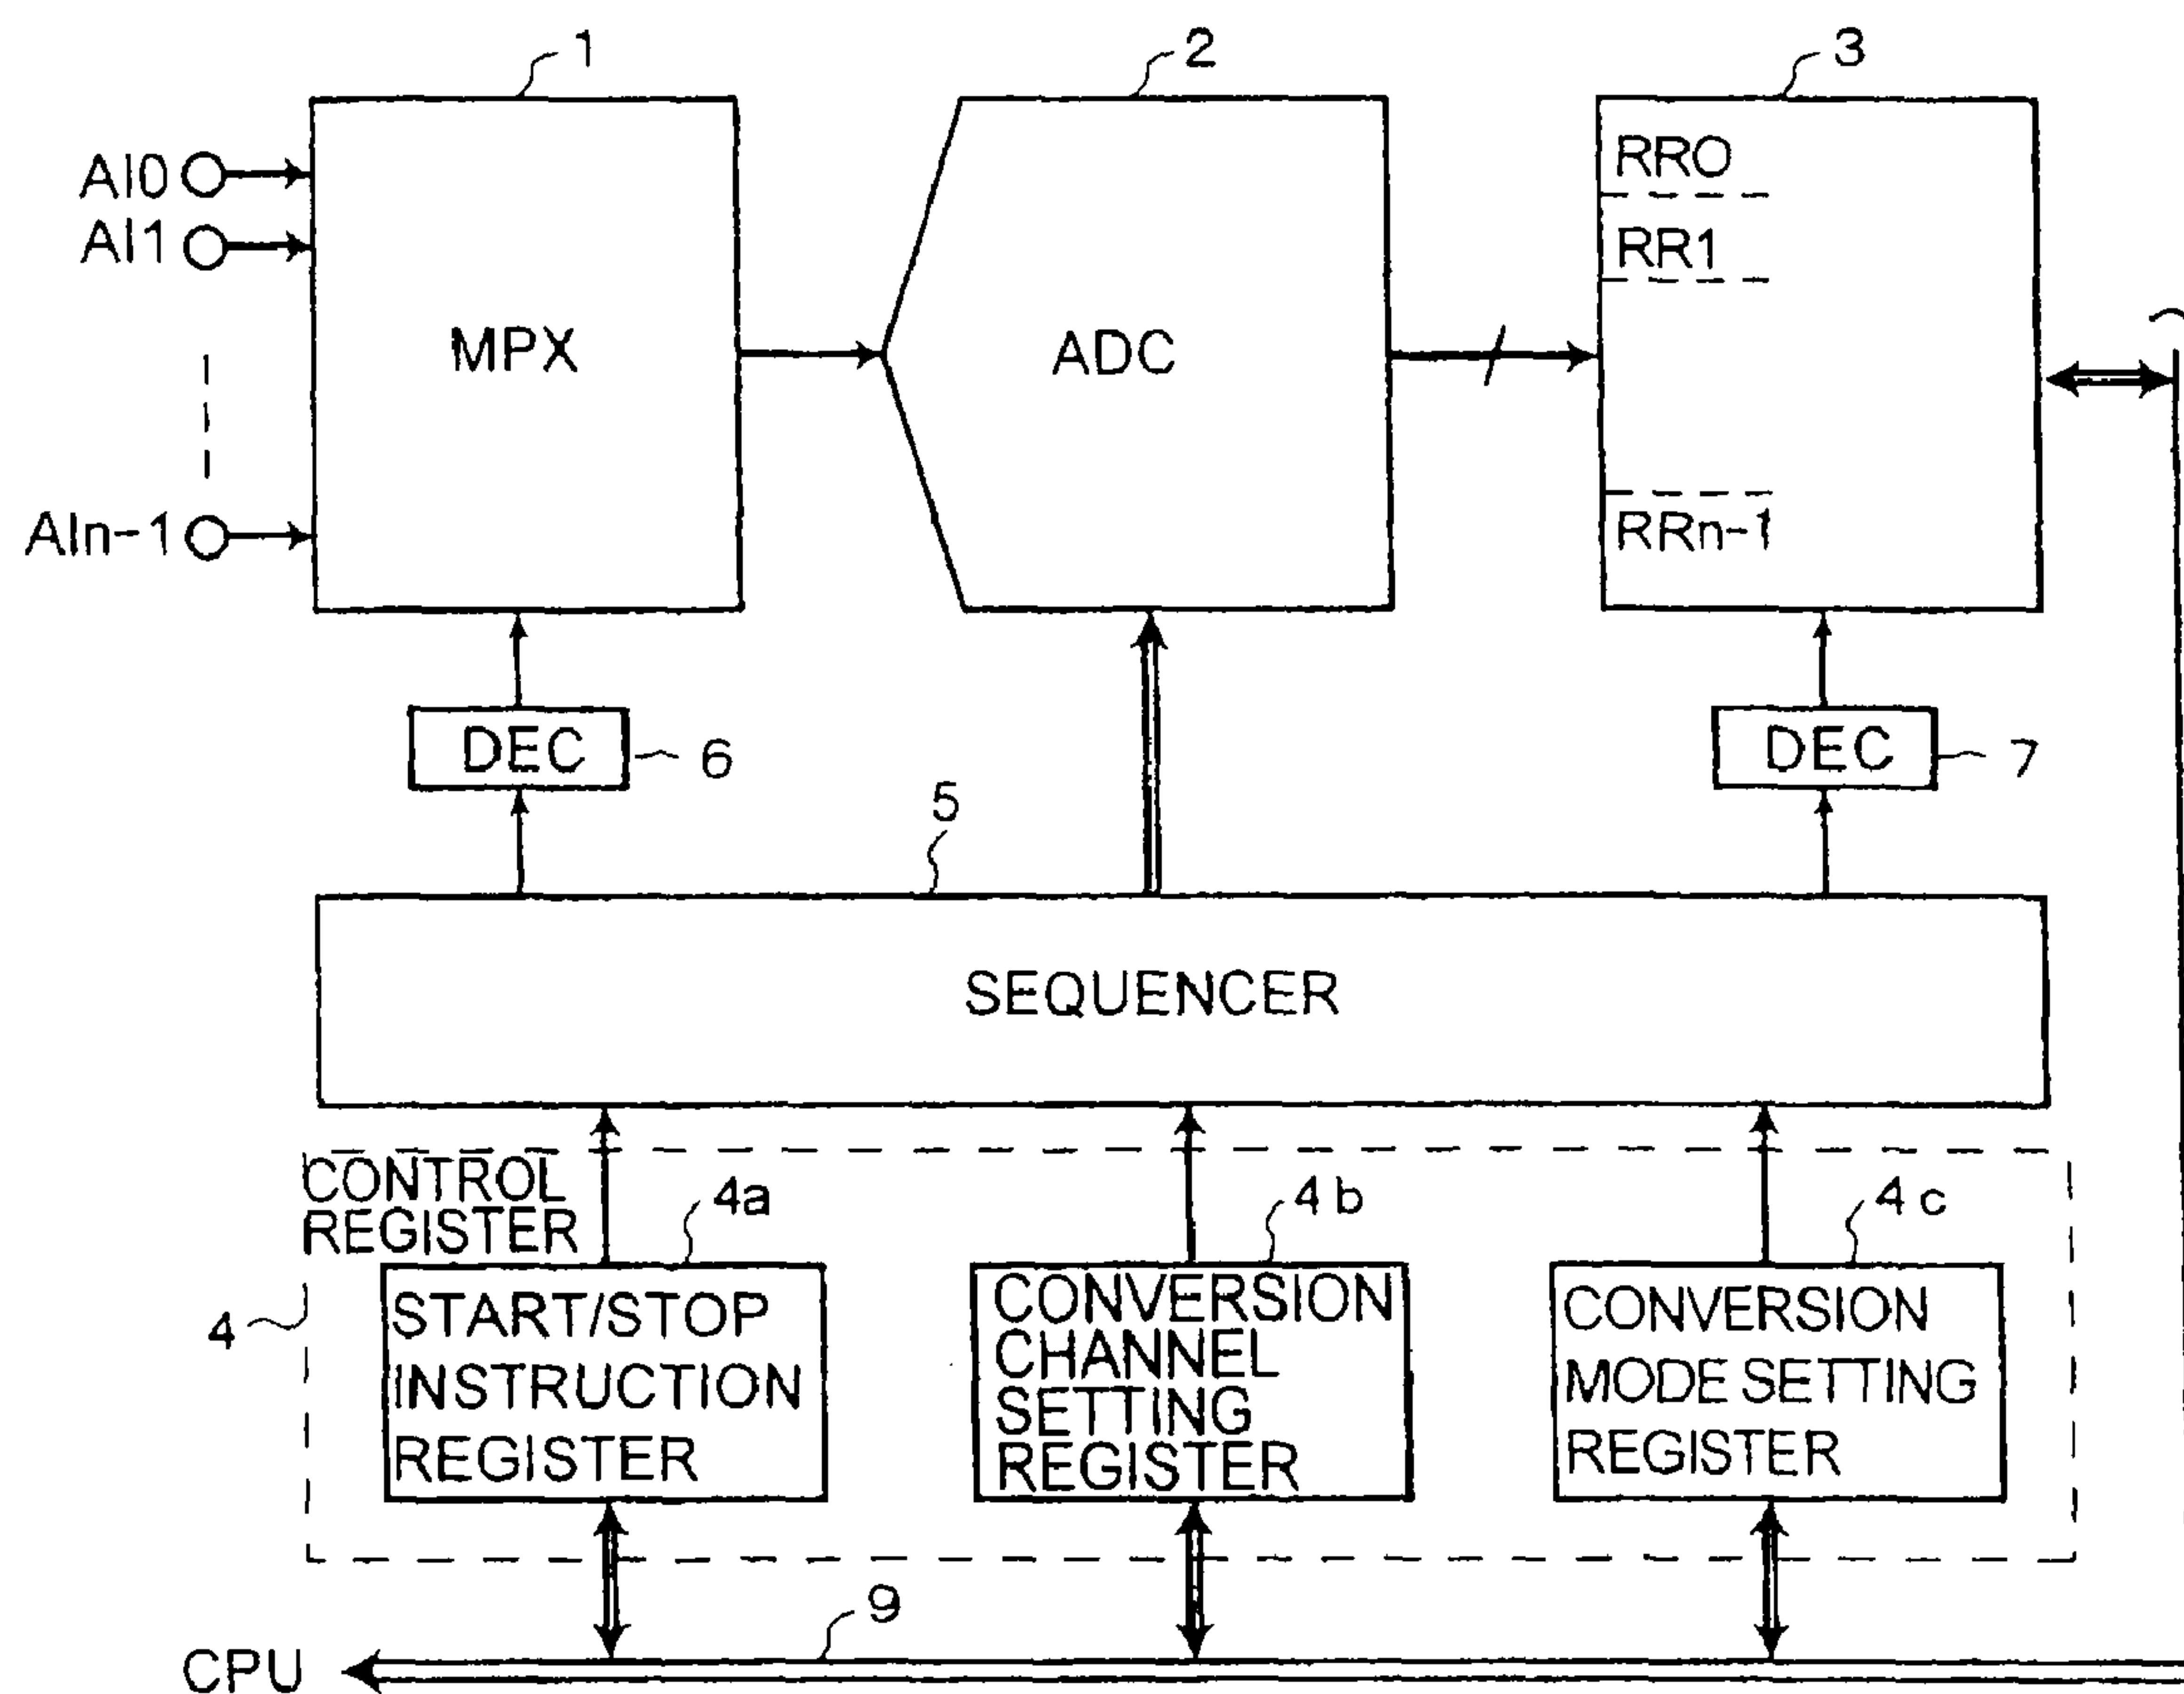 1
2
3
AI0
AI1
AIn-1
MPX
ADC
RR0
RR1
RRn-1
DEC
6
DEC
7
5
SEQUENCER
CONTROL
REGISTER
4
4a
START/STOP
INSTRUCTION
REGISTER
4b
CONVERSION
CHANNEL
SETTING
REGISTER
4c
CONVERSION
MODE SETTING
REGISTER
9
CPU